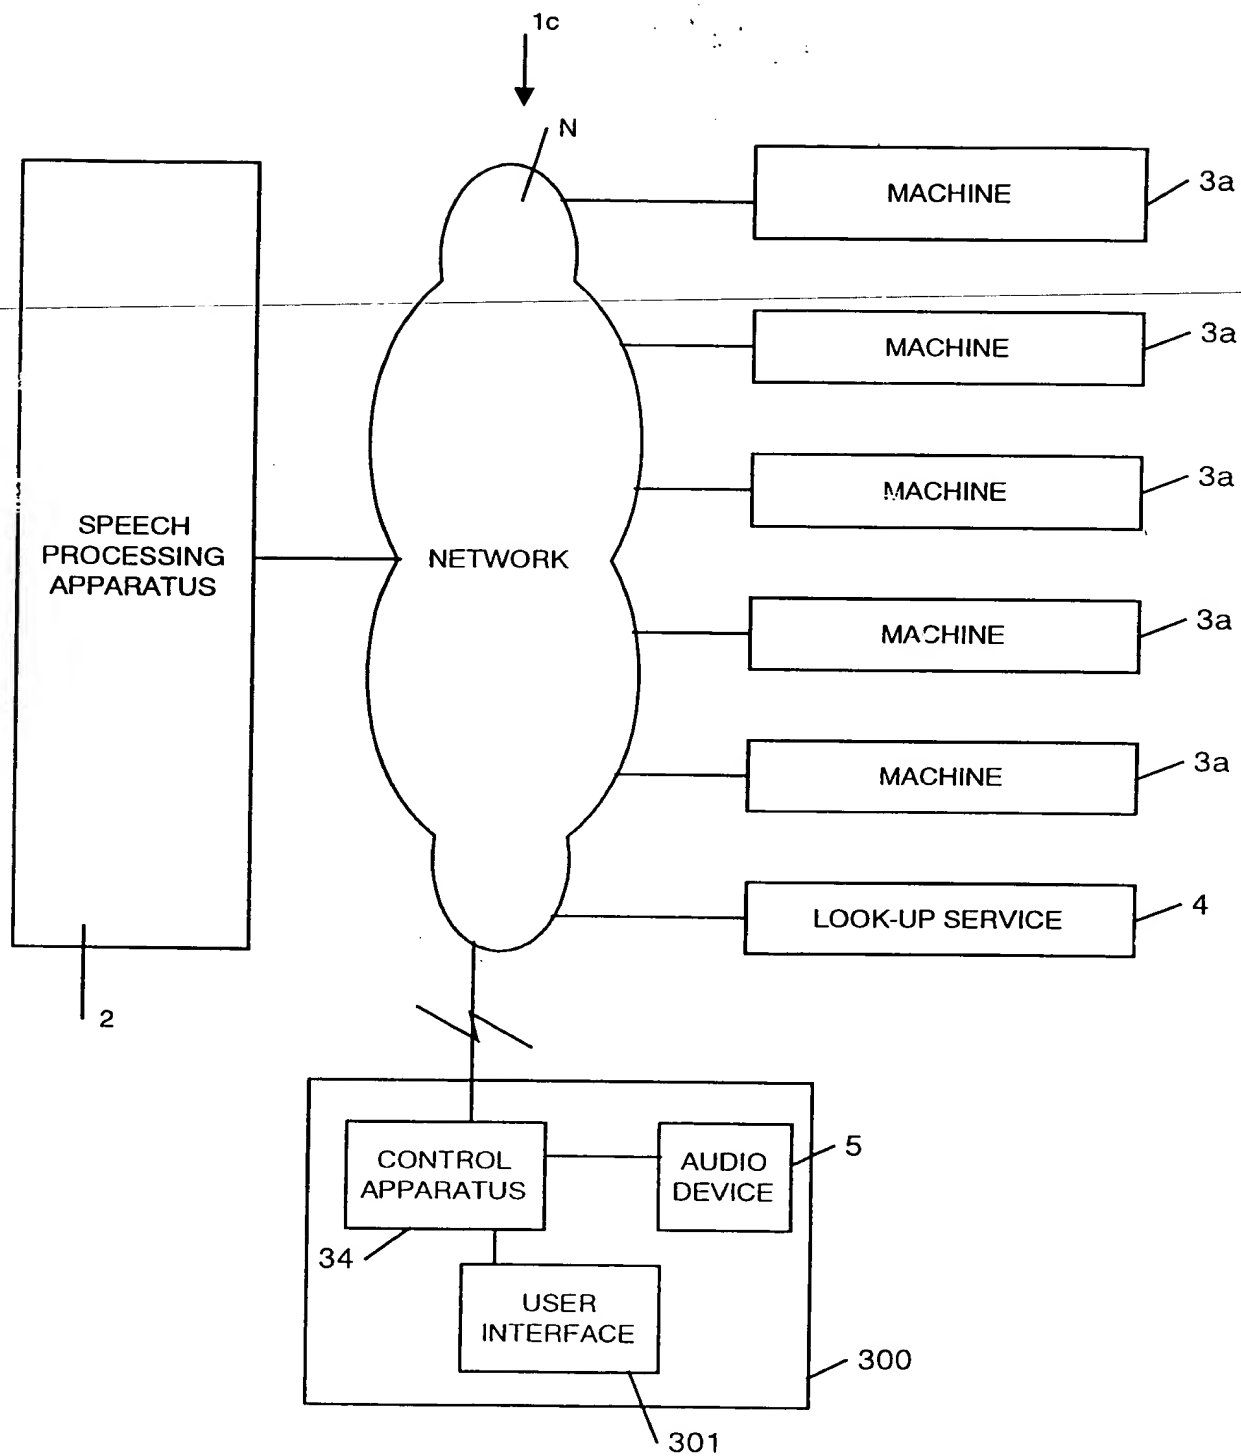 1c
N
MACHINE
3a
MACHINE
3a
MACHINE
3a
SPEECH
PROCESSING
APPARATUS
NETWORK
MACHINE
3a
MACHINE
3a
LOOK-UP SERVICE
4
2
CONTROL
APPARATUS
AUDIO
DEVICE
5
34
USER
INTERFACE
300
301